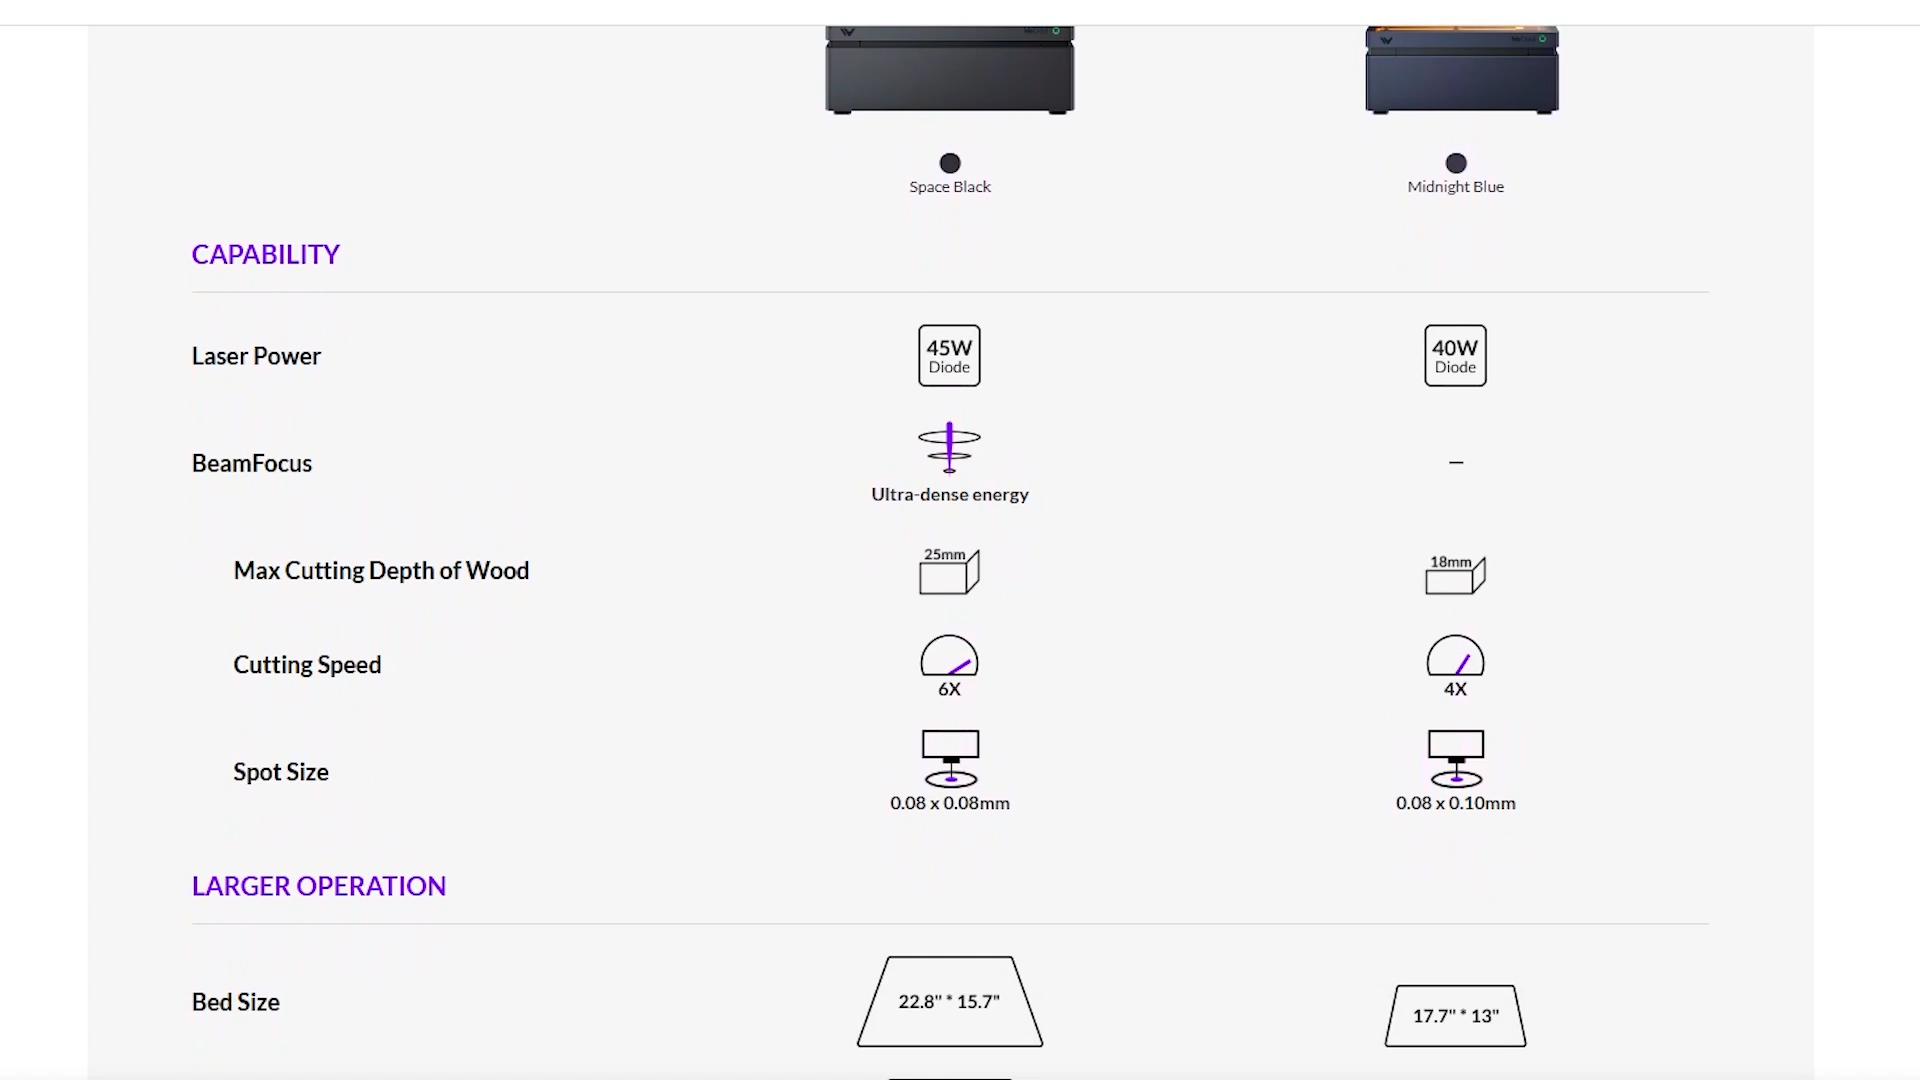 Space Black
Midnight Blue
CAPABILITY
Laser Power
45W
Diode
40W
Diode
BeamFocus
Ultra-dense energy
–
Max Cutting Depth of Wood
25mm
18mm
Cutting Speed
6X
4X
Spot Size
0.08 x 0.08mm
0.08 x 0.10mm
LARGER OPERATION
Bed Size
22.8" * 15.7"
17.7" * 13"